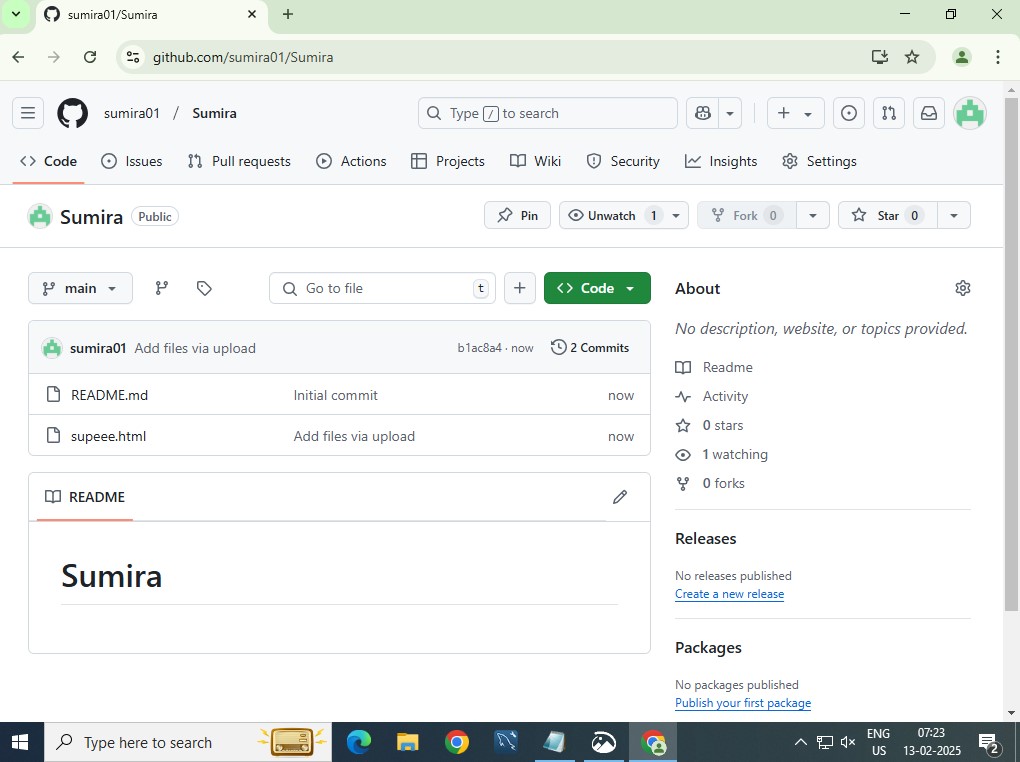 sumira01/Sumira
github.com/sumira01/Sumira
sumira01 / Sumira
Type / to search
Code Issues Pull requests Actions Projects Wiki Security Insights Settings
Sumira Public
Pin Unwatch 1 Fork 0 Star 0
main
Go to file t
Code
About
No description, website, or topics provided.
sumira01 Add files via upload b1ac8a4 · now 2 Commits
README.md Initial commit now
supeee.html Add files via upload now
README
Sumira
Readme
Activity
0 stars
1 watching
0 forks
Releases
No releases published
Create a new release
Packages
No packages published
Publish your first package
Type here to search
ENG
US
07:23
13-02-2025
2